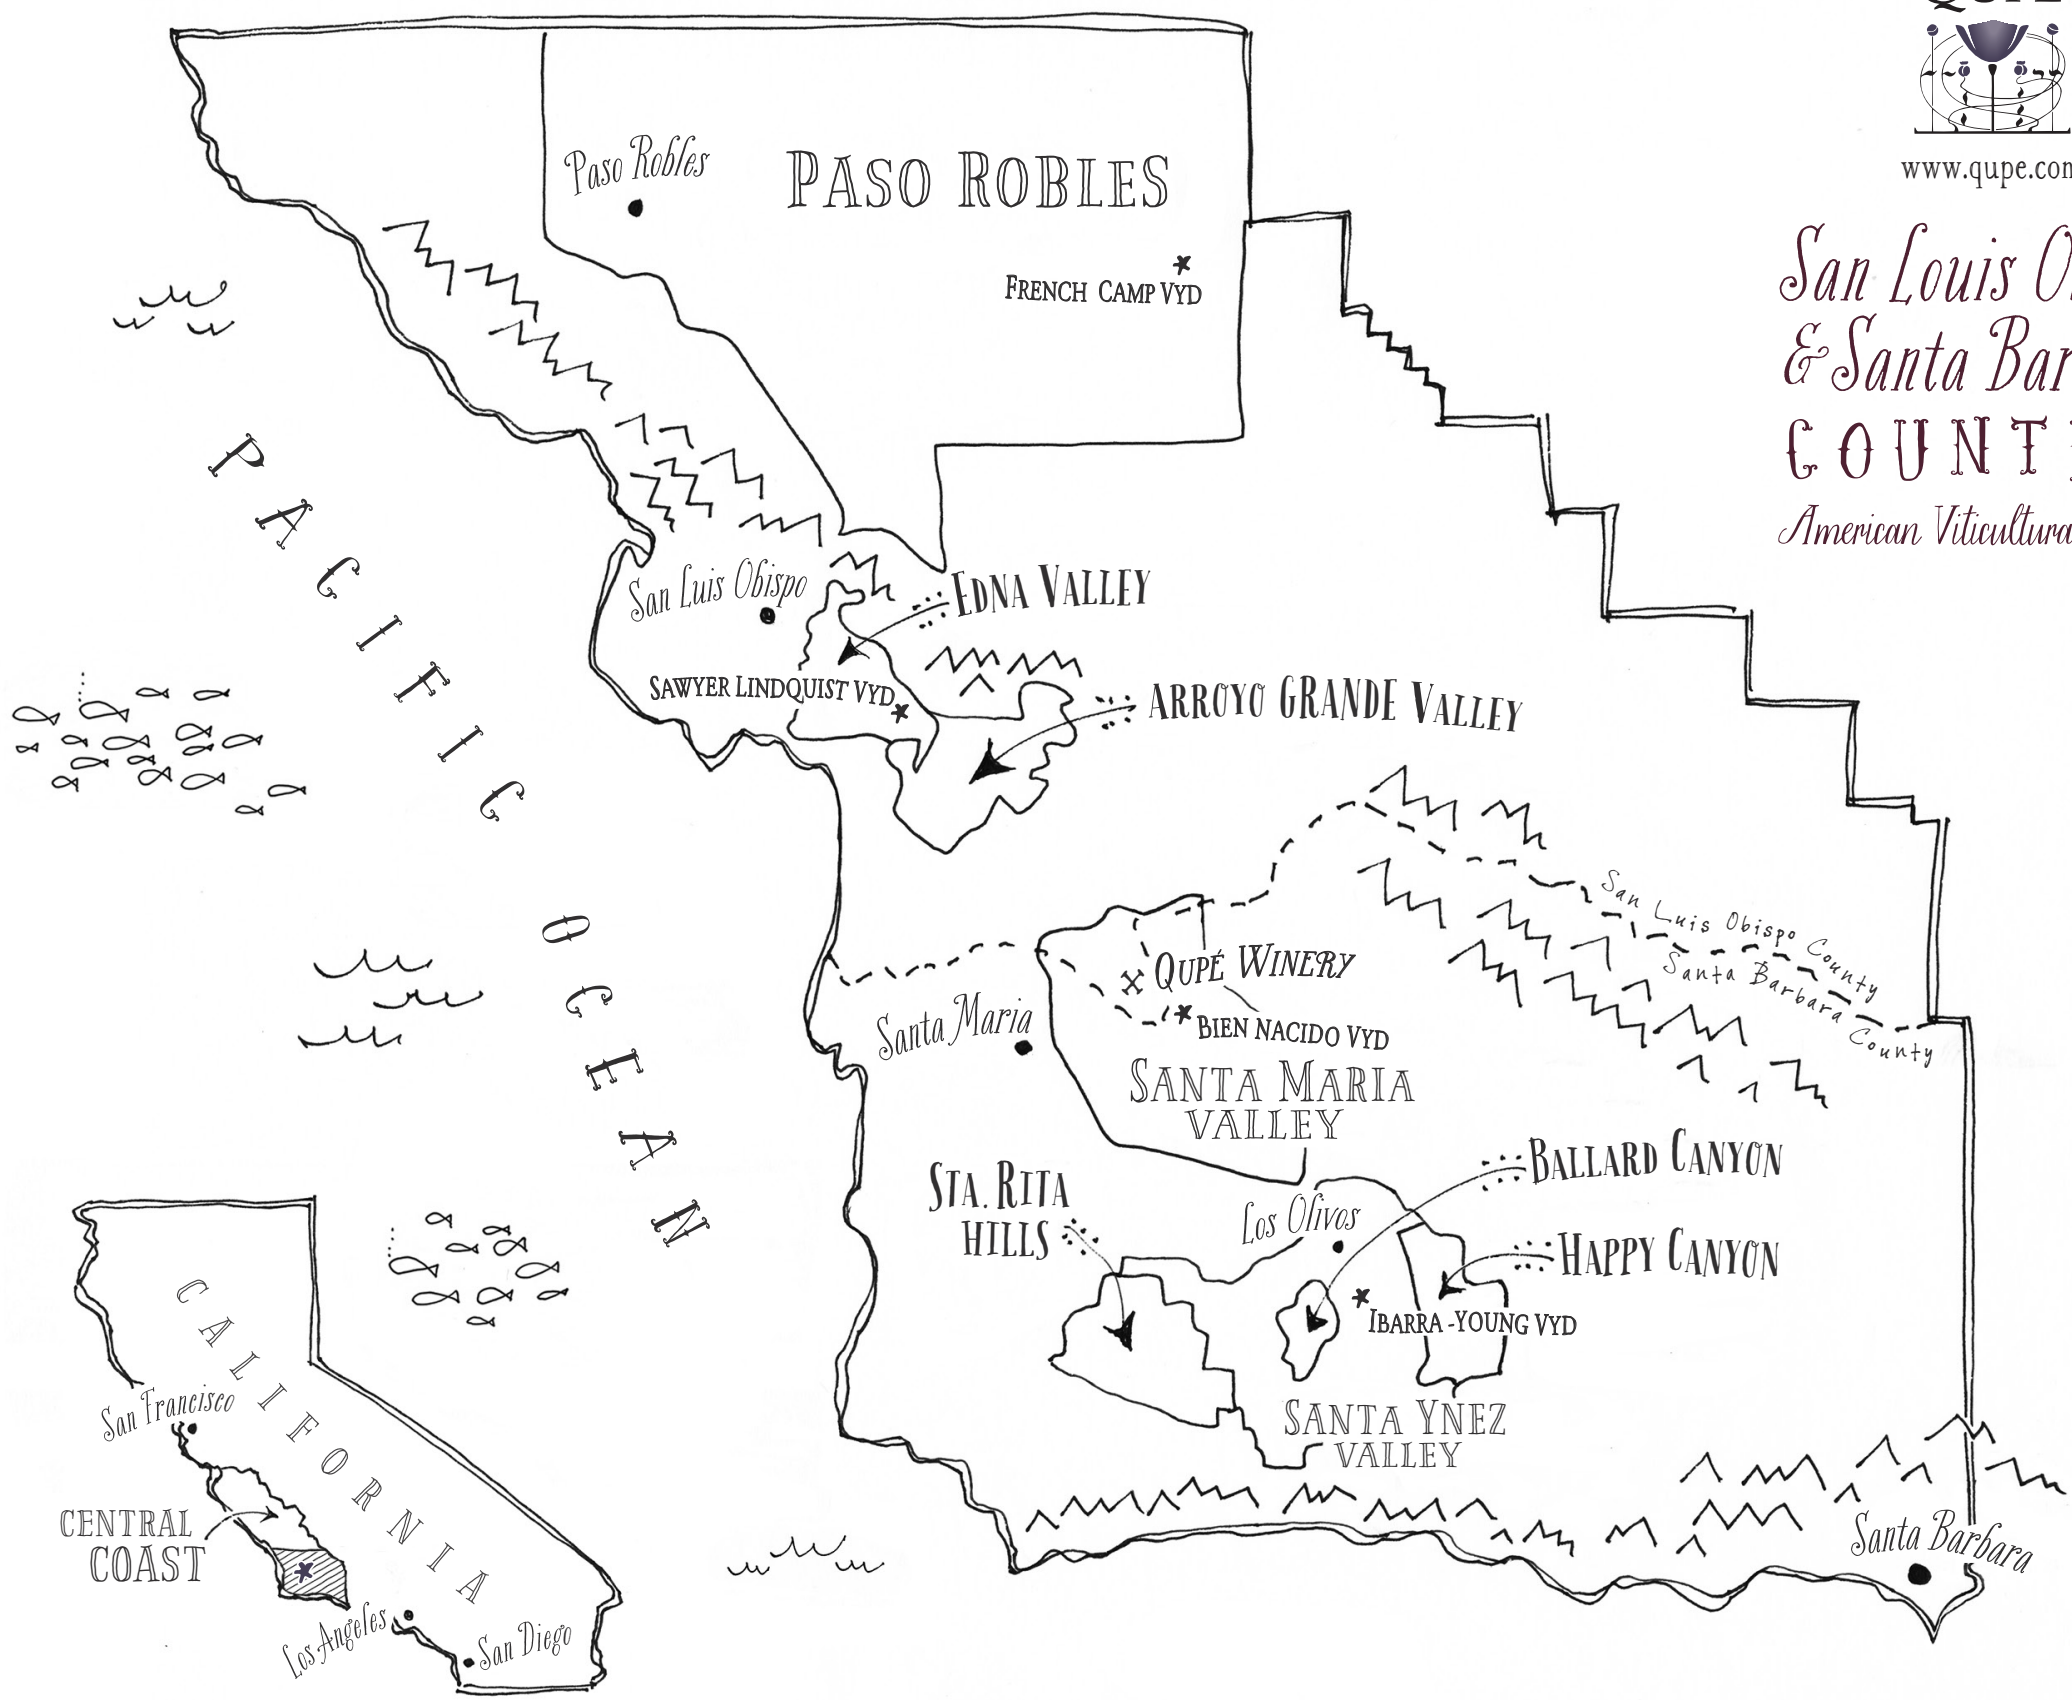 www.qupe.com
San Louis O
& Santa Bar
COUNT
American Viticultura
Paso Robles
PASO ROBLES
FRENCH CAMP VYD
PACIFIC OCEAN
San Luis Obispo
EDNA VALLEY
SAWYER LINDQUIST VYD
ARROYO GRANDE VALLEY
San Luis Obispo County
Santa Barbara County
QUPÉ WINERY
Santa Maria
BIEN NACIDO VYD
SANTA MARIA
VALLEY
BALLARD CANYON
STA. RITA
HILLS
Los Olivos
HAPPY CANYON
IBARRA-YOUNG VYD
SANTA YNEZ
VALLEY
Santa Barbara
CALIFORNIA
San Francisco
CENTRAL
COAST
Los Angeles
San Diego